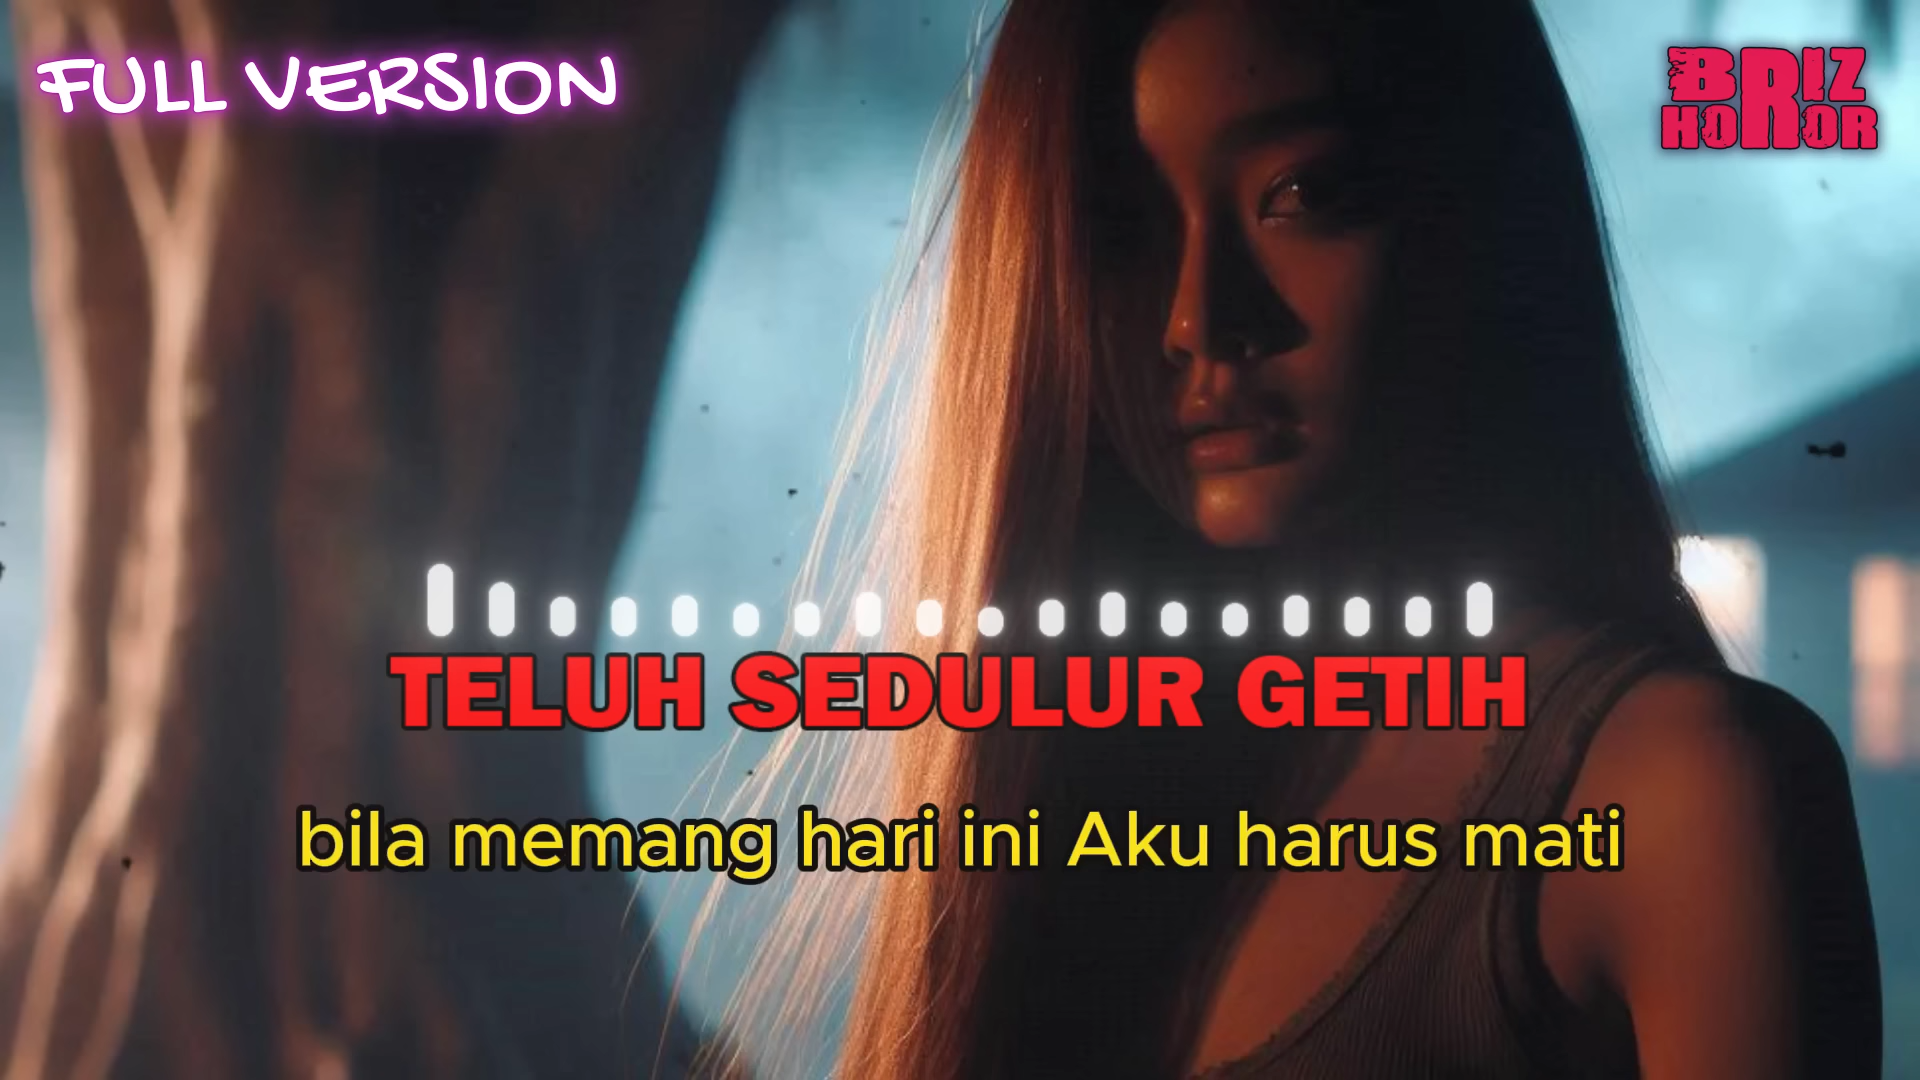 FULL VERSION
BRIZ
HOROR
TELUH SEDULUR GETIH
bila memang hari ini Aku harus mati